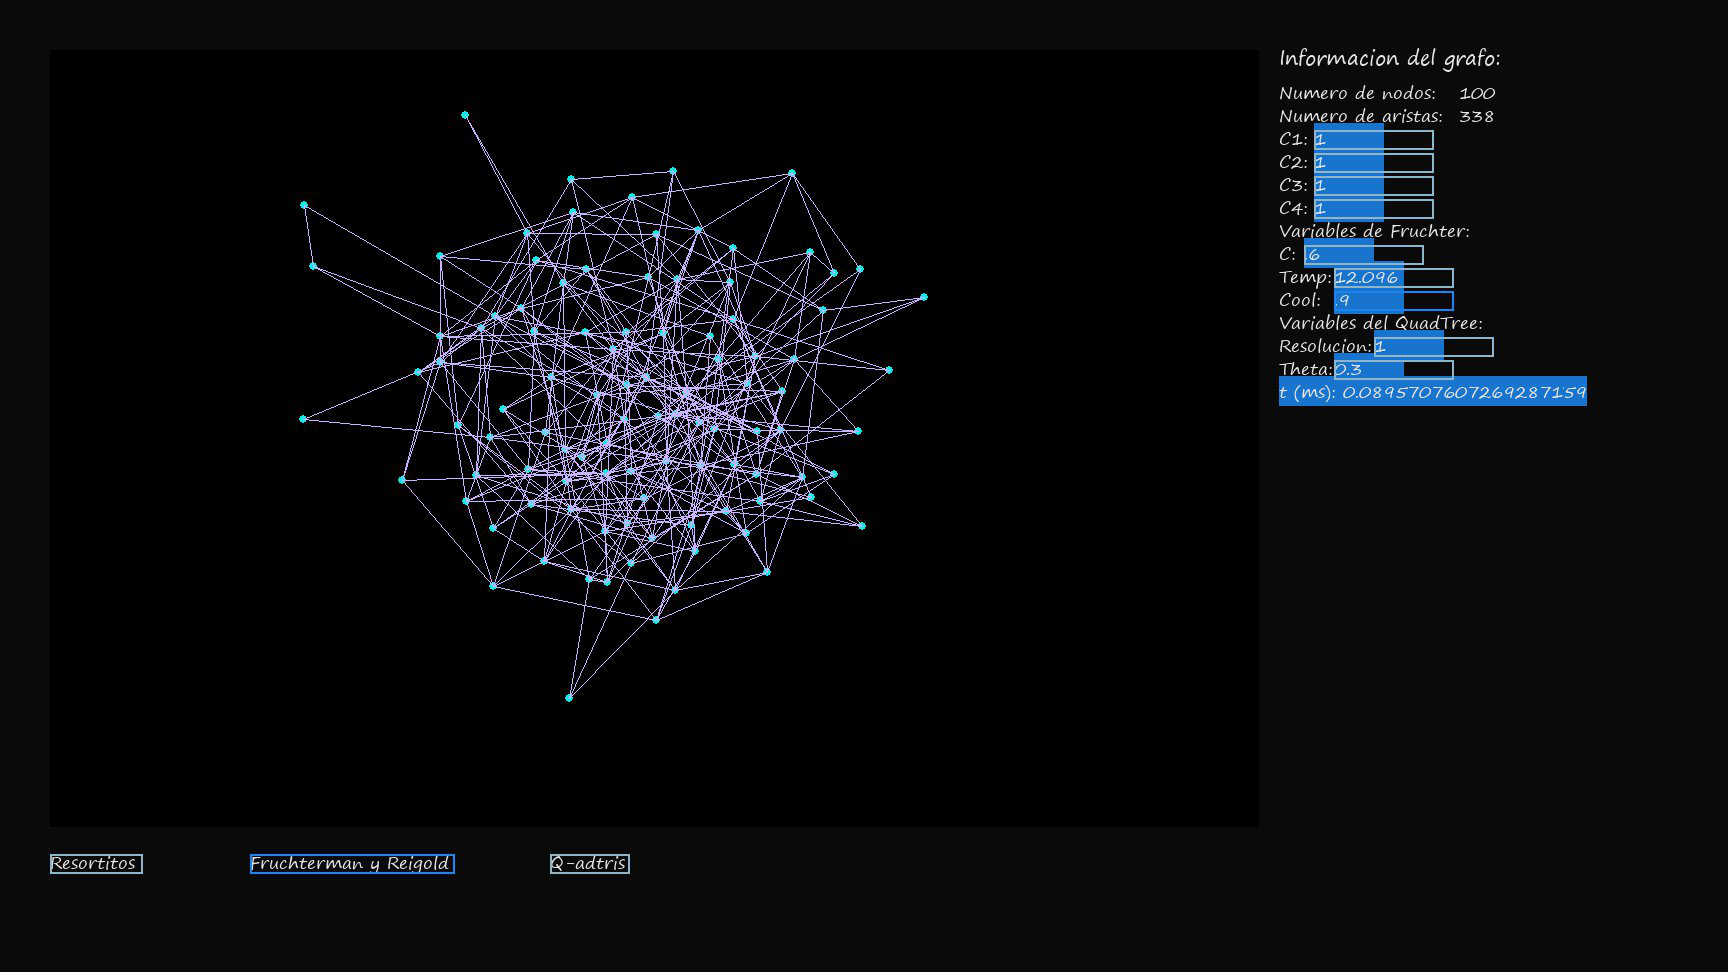 Informacion del grafo:
Numero de nodos: 100
Numero de aristas: 338
C1: 1
C2: 1
C3: 1
C4: 1
Variables de Fruchter:
C: .6
Temp: 12.096
Cool: .9
Variables del QuadTree:
Resolucion: 1
Theta: 0.3
t (ms): 0.0895707607269287159
Resortitos
Fruchterman y Reigold
Q-adtris